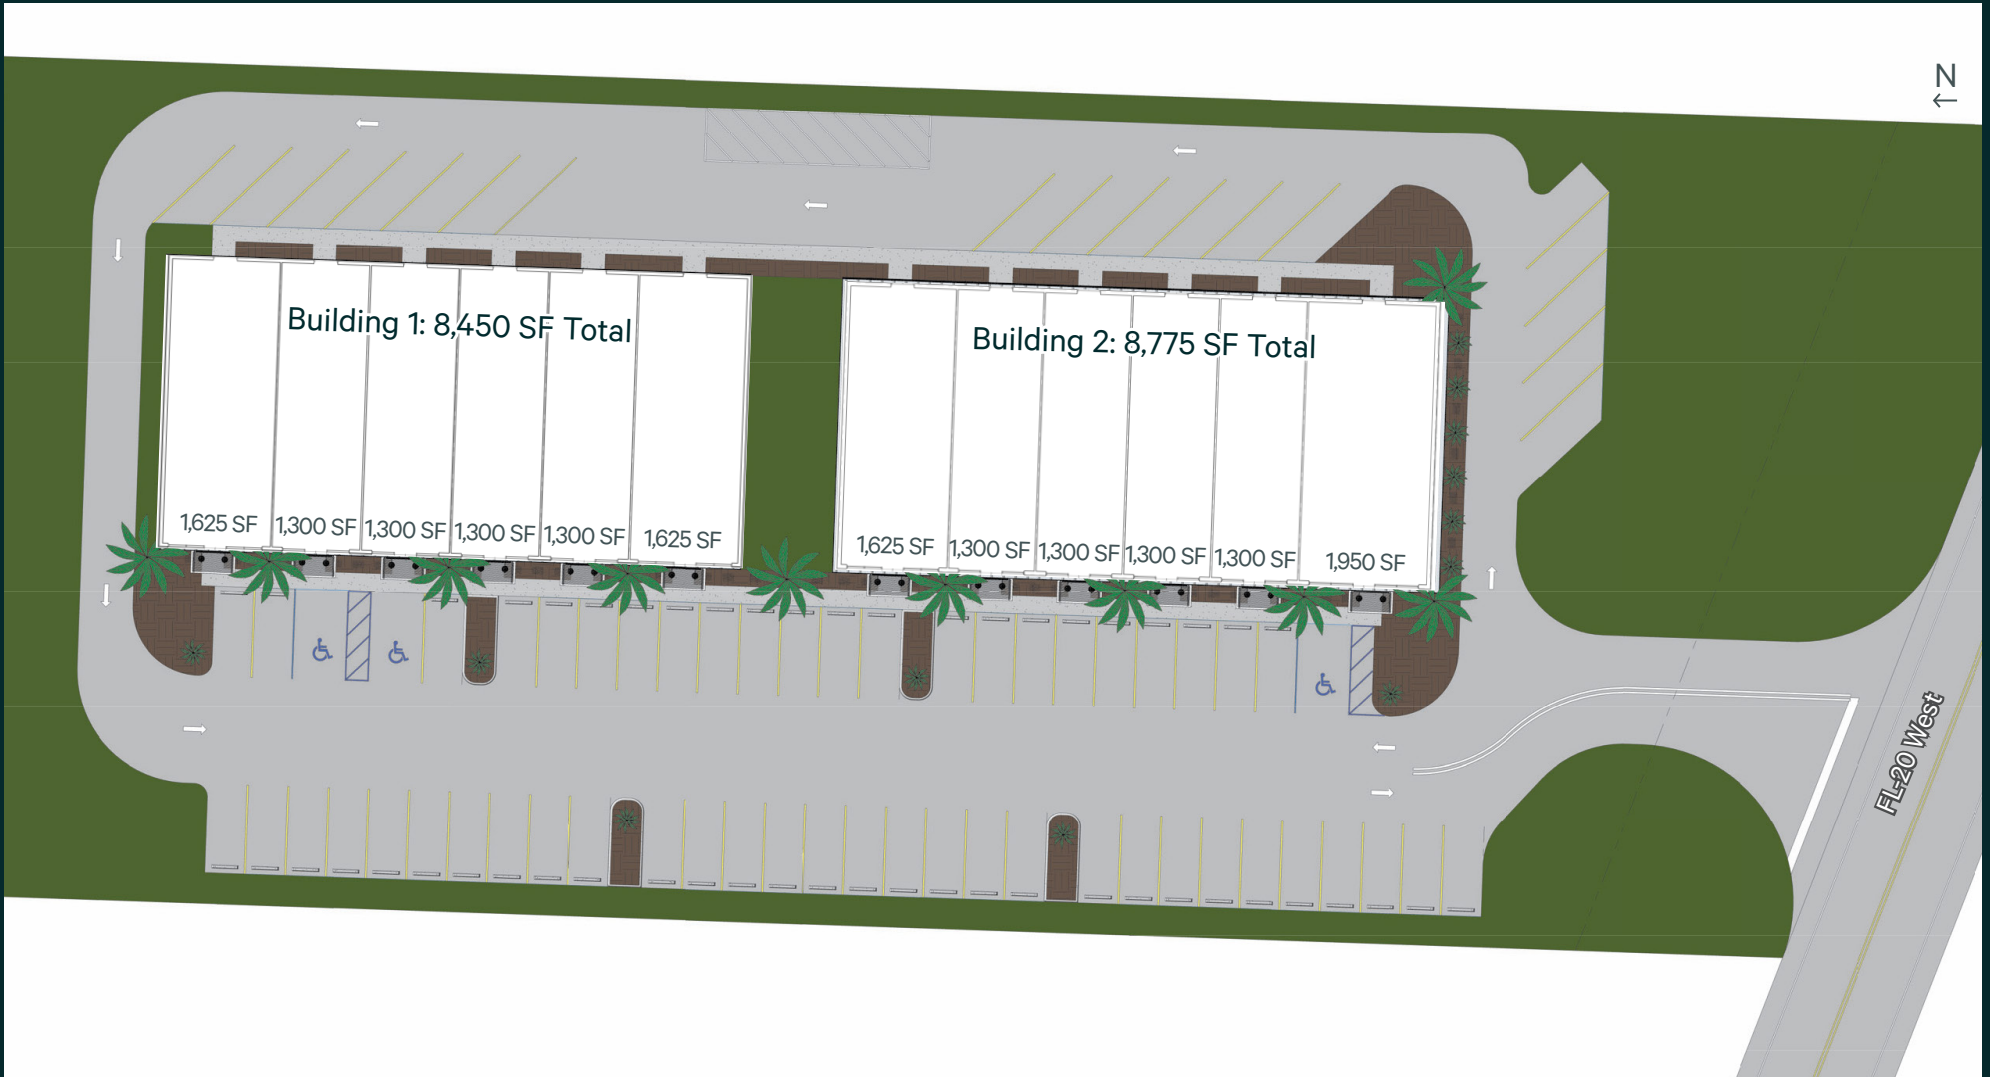 N
Building 1: 8,450 SF Total
Building 2: 8,775 SF Total
1,625 SF
1,300 SF
1,300 SF
1,300 SF
1,300 SF
1,625 SF
1,625 SF
1,300 SF
1,300 SF
1,300 SF
1,300 SF
1,950 SF
FL-20 West